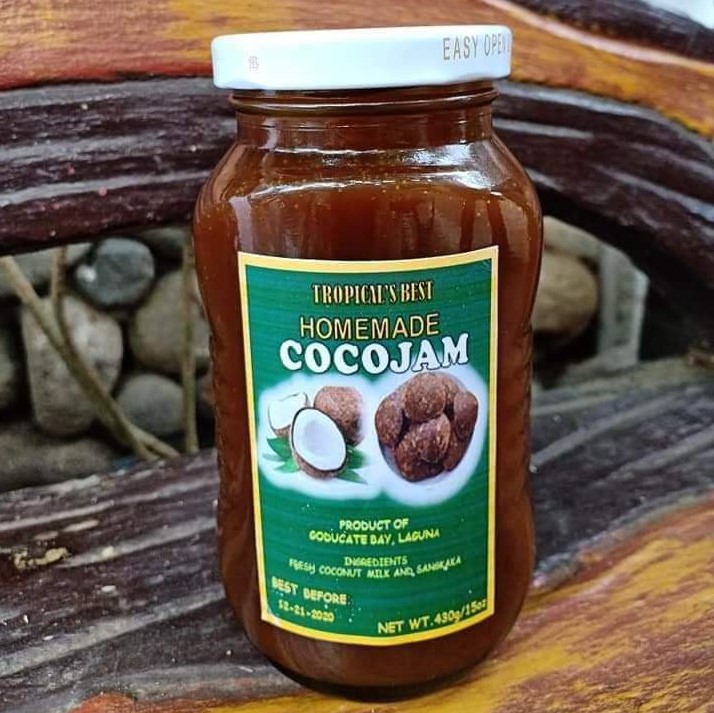 EASY OPEN
TROPICAL'S BEST
HOMEMADE
COCOJAM
PRODUCT OF
GODUCATE BAY, LAGUNA
INGREDIENTS
FRESH COCONUT MILK AND SANGKAKA
BEST BEFORE:
12-21-2020
NET WT. 430g/15oz